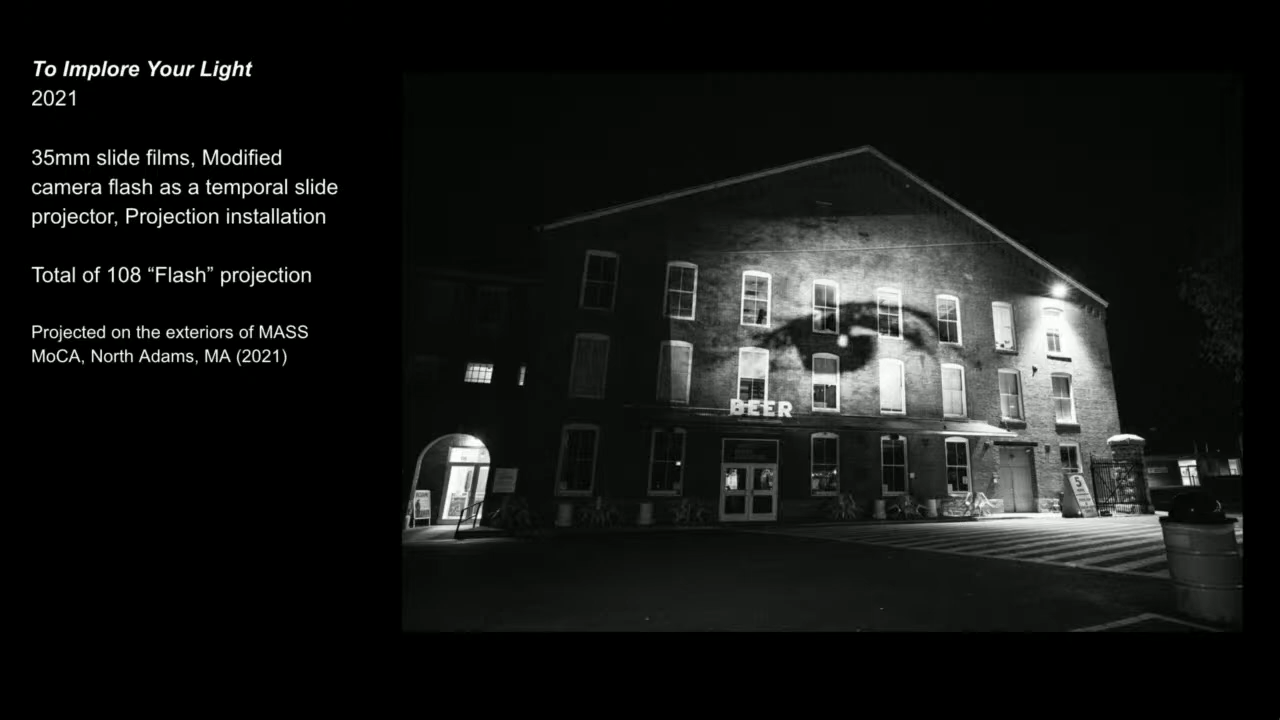 To Implore Your Light
2021
35mm slide films, Modified
camera flash as a temporal slide
projector, Projection installation
Total of 108 “Flash” projection
Projected on the exteriors of MASS
MoCA, North Adams, MA (2021)
BEER
5